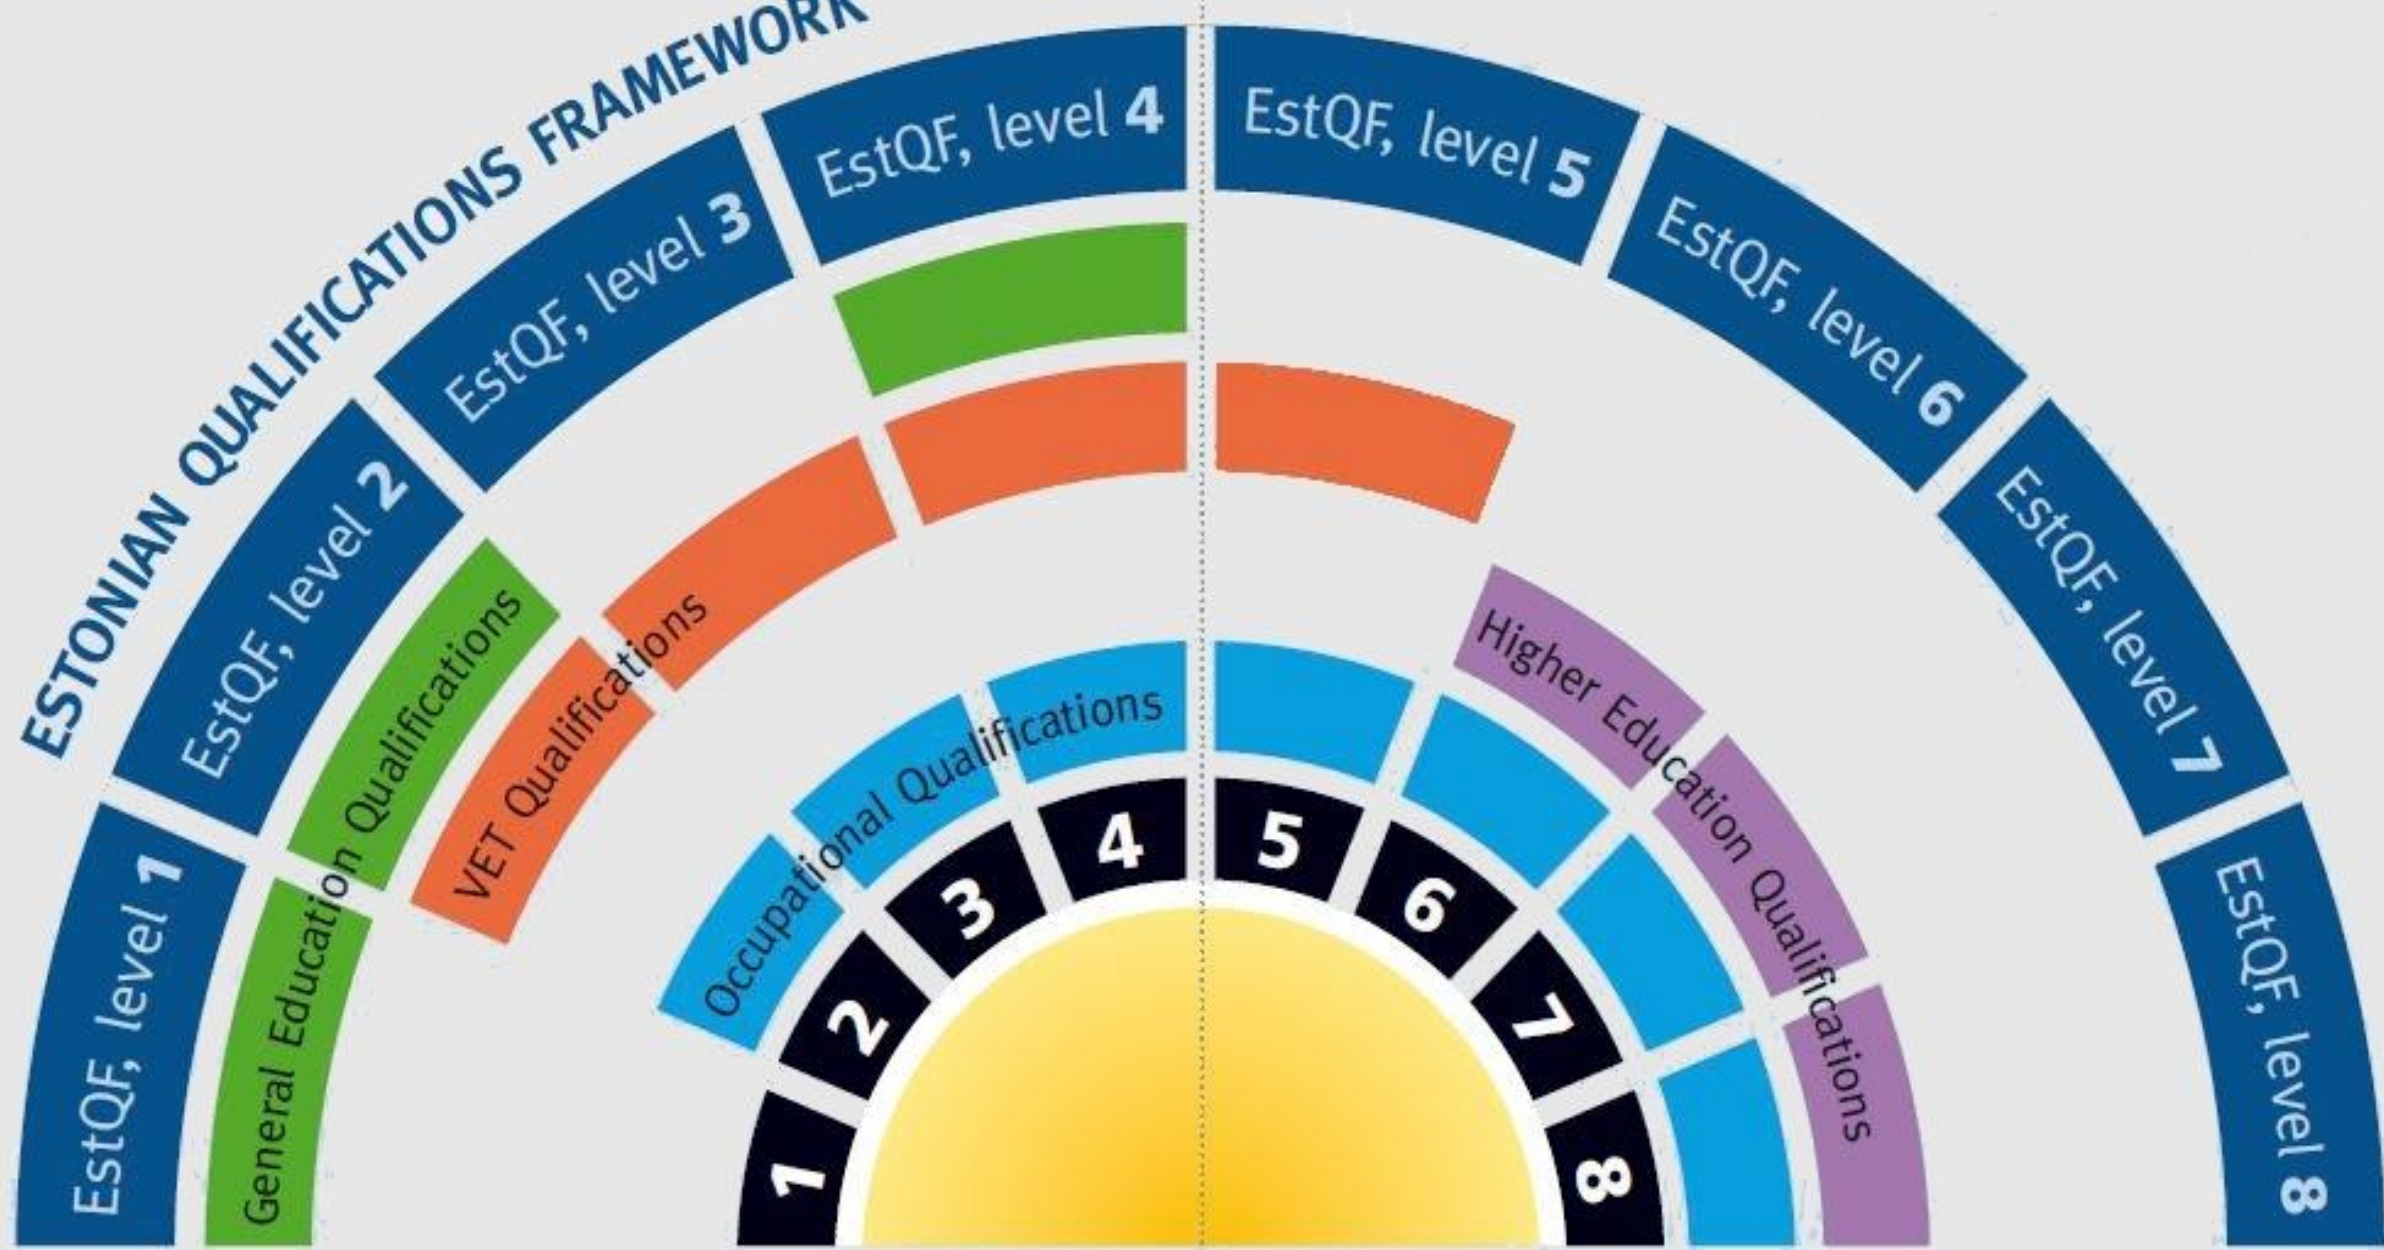 ESTONIAN QUALIFICATIONS FRAMEWORK
EstQF, level 1
EstQF, level 2
EstQF, level 3
EstQF, level 4
EstQF, level 5
EstQF, level 6
EstQF, level 7
EstQF, level 8
General Education Qualifications
VET Qualifications
Occupational Qualifications
Higher Education Qualifications
1
2
3
4
5
6
7
8